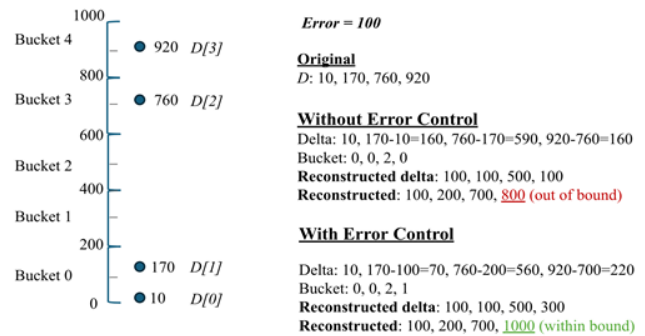 1000
Bucket 4
920 D[3]
800
Bucket 3
760 D[2]
600
Bucket 2
400
Bucket 1
200
170 D[1]
Bucket 0
10 D[0]
0
Error = 100
Original
D: 10, 170, 760, 920
Without Error Control
Delta: 10, 170-10=160, 760-170=590, 920-760=160
Bucket: 0, 0, 2, 0
Reconstructed delta: 100, 100, 500, 100
Reconstructed: 100, 200, 700, 800 (out of bound)
With Error Control
Delta: 10, 170-100=70, 760-200=560, 920-700=220
Bucket: 0, 0, 2, 1
Reconstructed delta: 100, 100, 500, 300
Reconstructed: 100, 200, 700, 1000 (within bound)